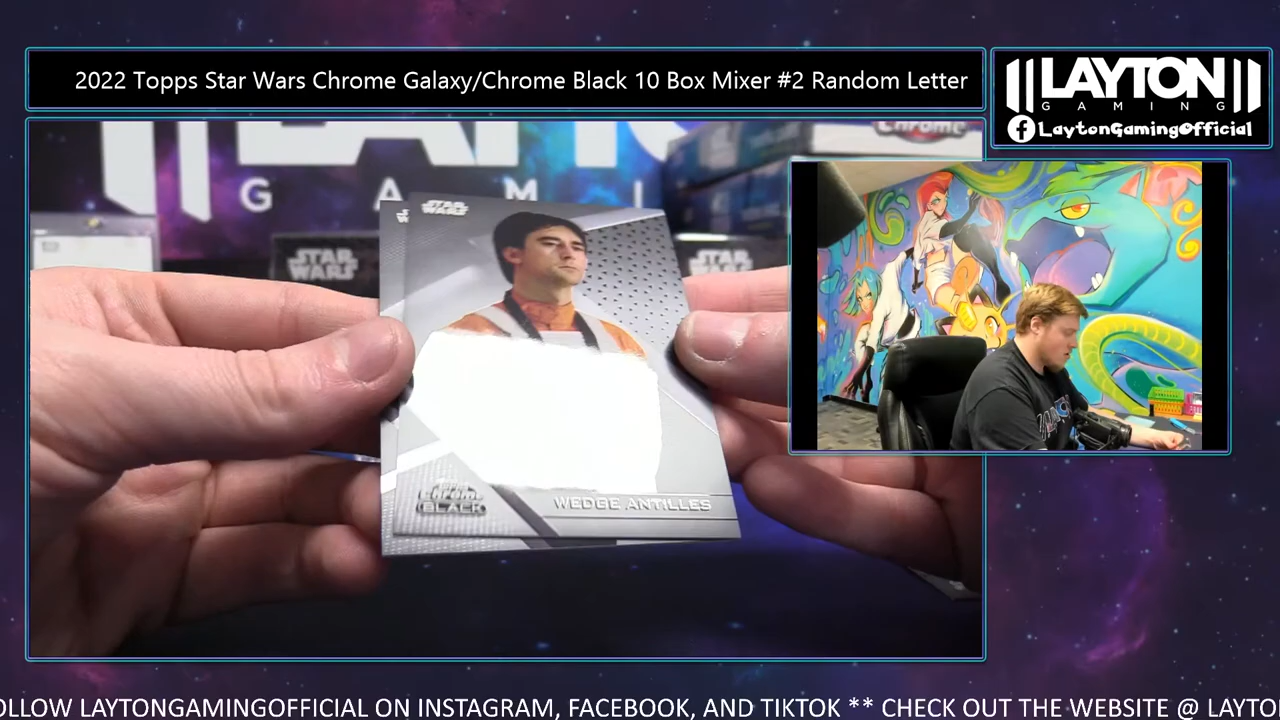 2022 Topps Star Wars Chrome Galaxy/Chrome Black 10 Box Mixer #2 Random Letter
LAYTON
GAMING
LaytonGamingOfficial
Chrome
G A M I
STAR WARS
STAR WARS
STAR WARS
Chrome
BLACK
WEDGE ANTILLES
OLLOW LAYTONGAMINGOFFICIAL ON INSTAGRAM, FACEBOOK, AND TIKTOK ** CHECK OUT THE WEBSITE @ LAYTO